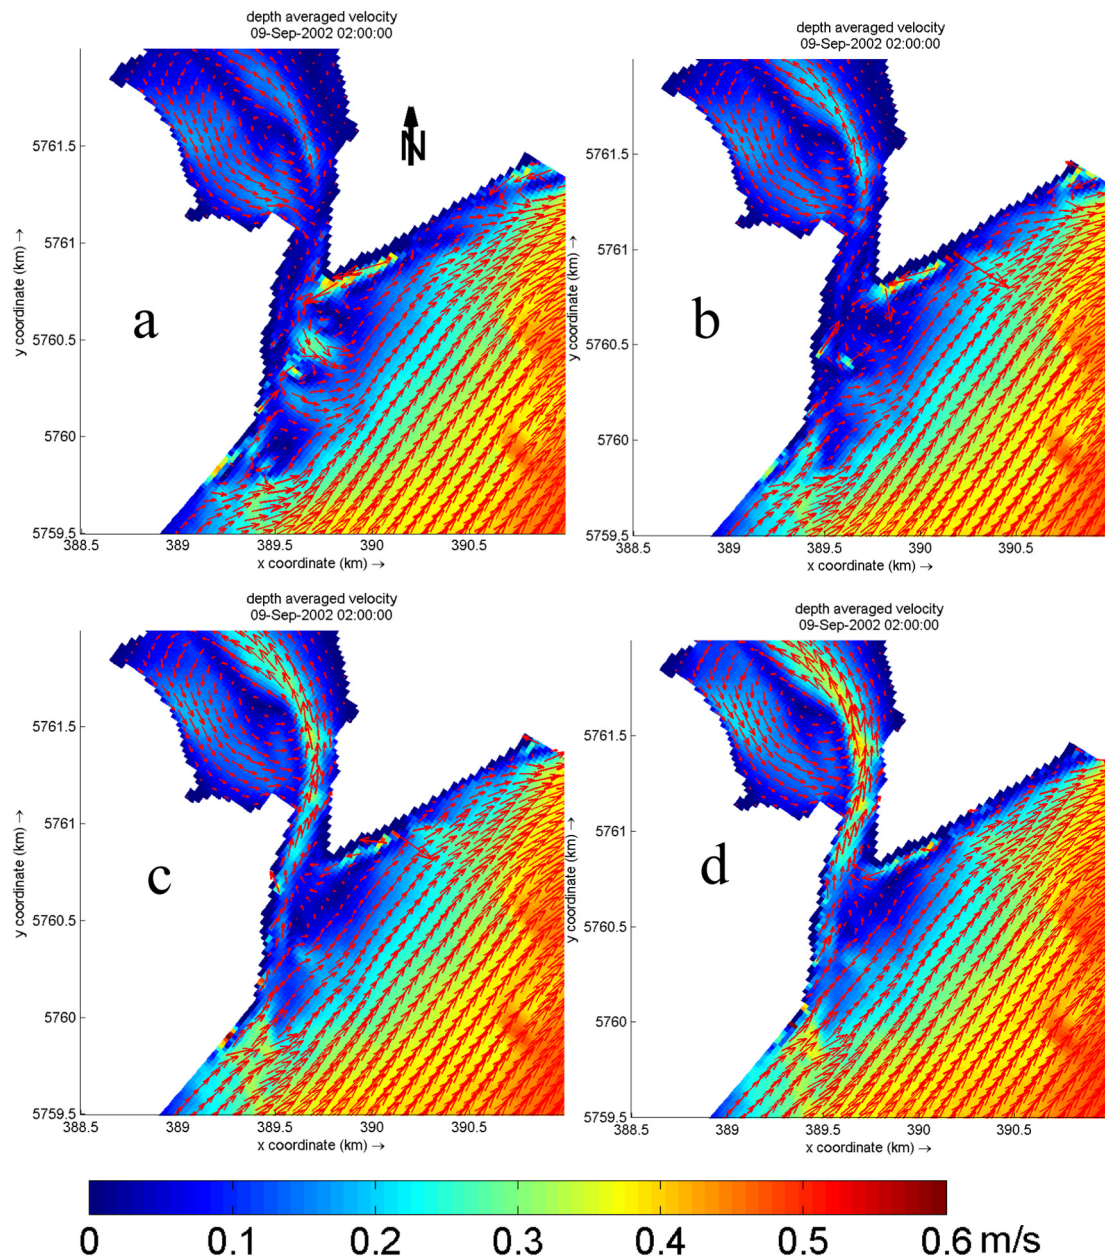 depth averaged velocity
09-Sep-2002 02:00:00
depth averaged velocity
09-Sep-2002 02:00:00
N
5761.5
5761
5760.5
5760
5759.5
y coordinate (km) →
a
388.5
389
389.5
390
390.5
x coordinate (km) →
5761.5
5761
5760.5
5760
5759.5
y coordinate (km) →
b
388.5
389
389.5
390
390.5
x coordinate (km) →
depth averaged velocity
09-Sep-2002 02:00:00
depth averaged velocity
09-Sep-2002 02:00:00
5761.5
5761
5760.5
5760
5759.5
y coordinate (km) →
c
388.5
389
389.5
390
390.5
x coordinate (km) →
5761.5
5761
5760.5
5760
5759.5
y coordinate (km) →
d
388.5
389
389.5
390
390.5
x coordinate (km) →
0
0.1
0.2
0.3
0.4
0.5
0.6 m/s